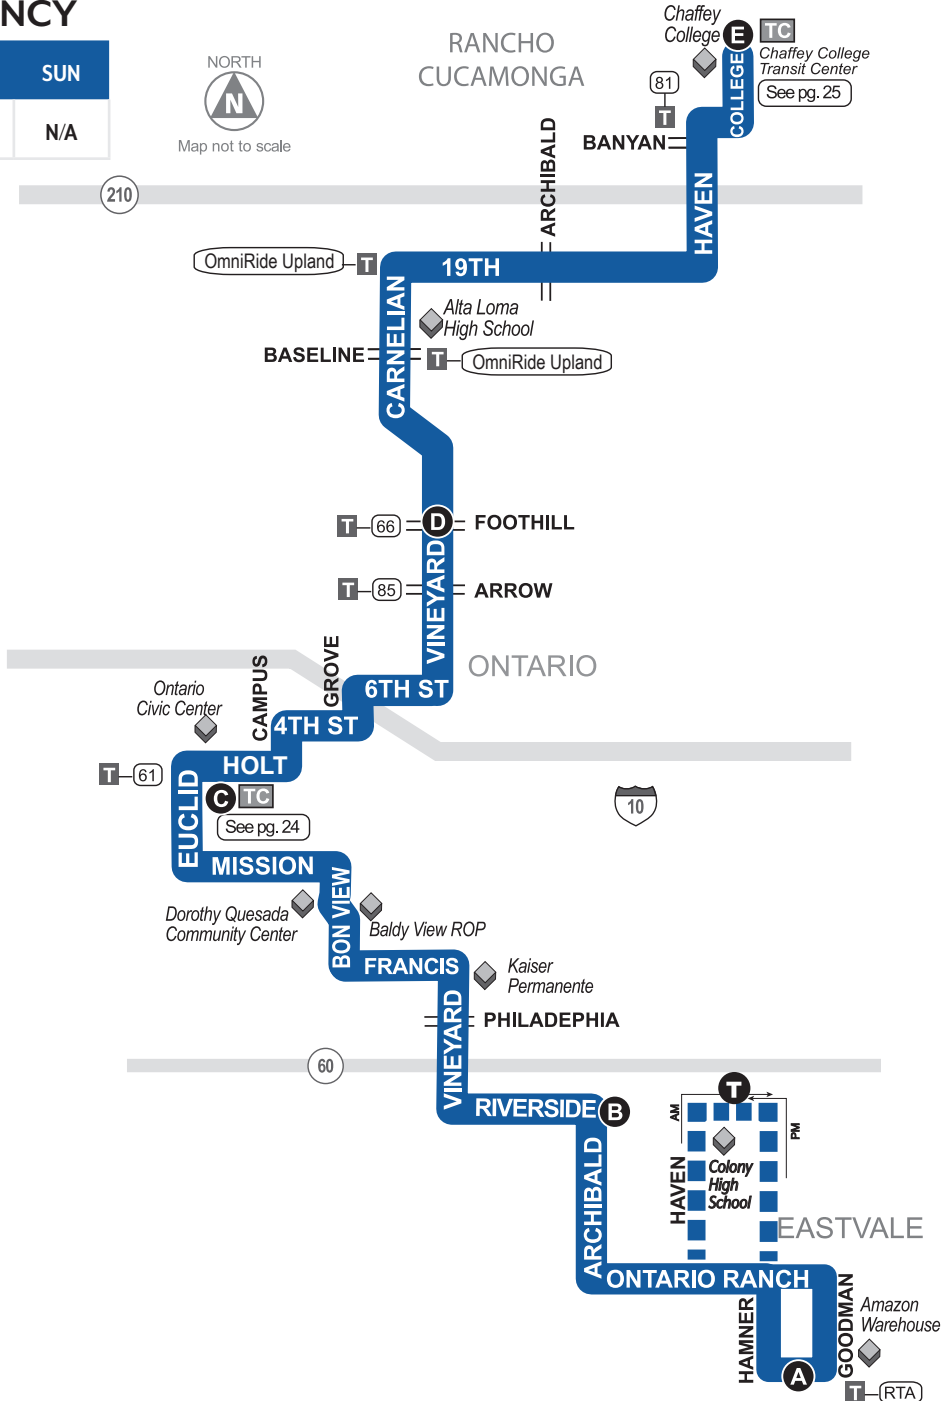 NCY
SUN
N/A
NORTH
N
Map not to scale
RANCHO
CUCAMONGA
Chaffey
College
E
TC
Chaffey College
Transit Center
See pg. 25
COLLEGE
81
T
BANYAN
ARCHIBALD
HAVEN
210
OmniRide Upland
T
19TH
CARNELIAN
Alta Loma
High School
BASELINE
T
OmniRide Upland
T
66
D
FOOTHILL
T
85
ARROW
VINEYARD
ONTARIO
GROVE
CAMPUS
6TH ST
4TH ST
Ontario
Civic Center
HOLT
T
61
EUCLID
C
TC
See pg. 24
10
MISSION
BON VIEW
Dorothy Quesada
Community Center
Baldy View ROP
FRANCIS
Kaiser
Permanente
VINEYARD
PHILADEPHIA
60
RIVERSIDE
B
T
AM
PM
HAVEN
Colony
High
School
ARCHIBALD
EASTVALE
ONTARIO RANCH
HAMNER
GOODMAN
Amazon
Warehouse
A
T
RTA